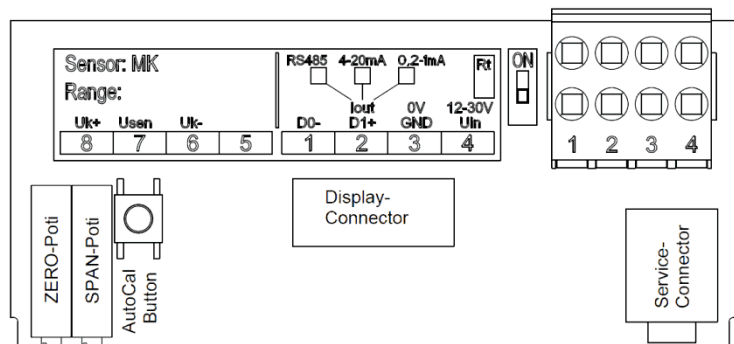 Sensor: MK
Range:
RS485 4-20mA 0,2-1mA
Rt
ON
Iout 0V 12-30V
Uk+ Usen Uk- D0- D1+ GND Uin
8 7 6 5 1 2 3 4
1 2 3 4
ZERO-Poti
SPAN-Poti
AutoCal
Button
Display-
Connector
Service-
Connector